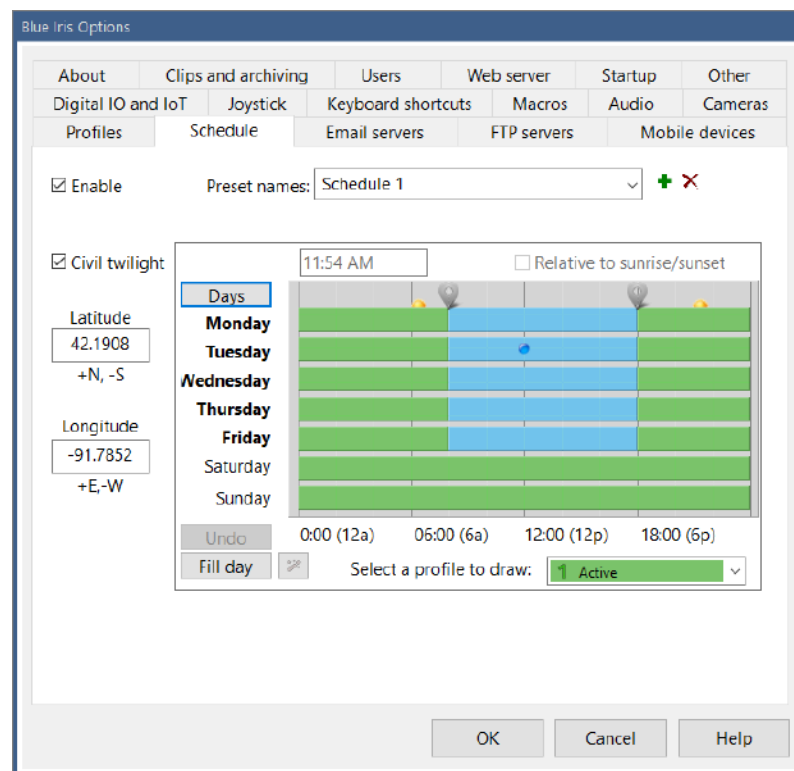 Blue Iris Options
About Clips and archiving Users Web server Startup Other
Digital IO and IoT Joystick Keyboard shortcuts Macros Audio Cameras
Profiles Schedule Email servers FTP servers Mobile devices
Enable Preset names: Schedule 1
Civil twilight 11:54 AM Relative to sunrise/sunset
Days
Latitude Monday
42.1908 Tuesday
+N, -S Wednesday
Thursday
Longitude Friday
-91.7852 Saturday
+E,-W Sunday
Undo 0:00 (12a) 06:00 (6a) 12:00 (12p) 18:00 (6p)
Fill day Select a profile to draw: 1 Active
OK Cancel Help